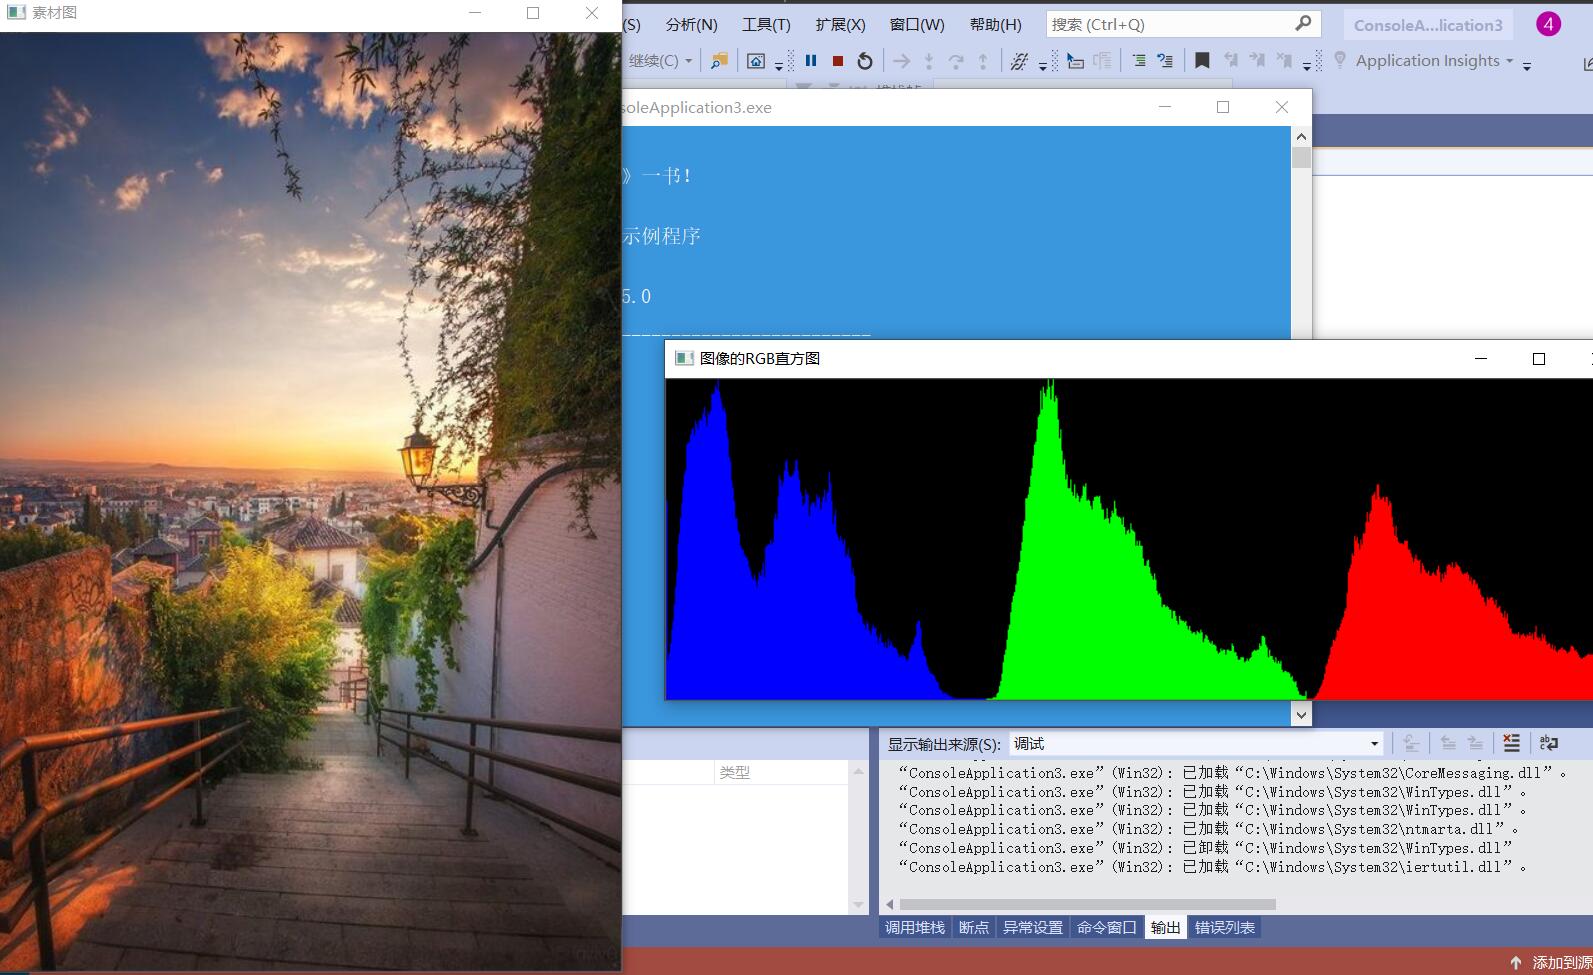 素材图
(S) 分析(N) 工具(T) 扩展(X) 窗口(W) 帮助(H) 搜索 (Ctrl+Q) ConsoleA...lication3 4
继续(C) Application Insights
soleApplication3.exe
》一书！
示例程序
5.0
-------------------------
图像的RGB直方图
类型
显示输出来源(S): 调试
“ConsoleApplication3.exe”(Win32): 已加载“C:\Windows\System32\CoreMessaging.dll”。
“ConsoleApplication3.exe”(Win32): 已加载“C:\Windows\System32\WinTypes.dll”。
“ConsoleApplication3.exe”(Win32): 已加载“C:\Windows\System32\WinTypes.dll”。
“ConsoleApplication3.exe”(Win32): 已加载“C:\Windows\System32\ntmarta.dll”。
“ConsoleApplication3.exe”(Win32): 已卸载“C:\Windows\System32\WinTypes.dll”
“ConsoleApplication3.exe”(Win32): 已加载“C:\Windows\System32\iertutil.dll”。
调用堆栈 断点 异常设置 命令窗口 输出 错误列表
添加到源